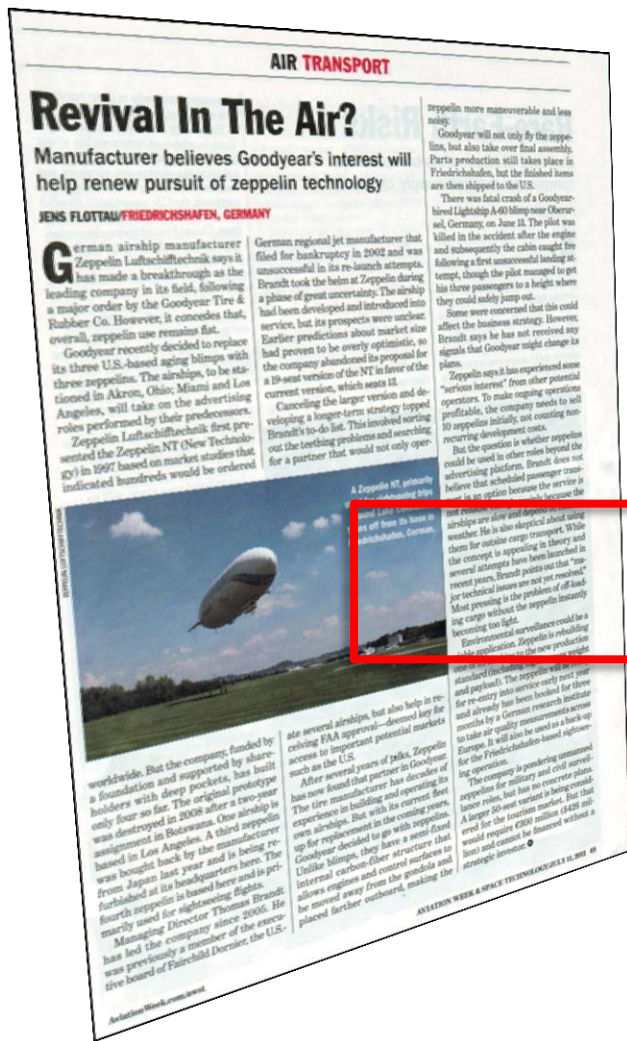 AIR TRANSPORT
Revival In The Air?
Manufacturer believes Goodyear's interest will
help renew pursuit of zeppelin technology
JENS FLOTTAU/FRIEDRICHSHAFEN, GERMANY
German airship manufacturer
Zeppelin Luftschifftechnik says it
has made a breakthrough as the
leading company in its field, following
a major order by the Goodyear Tire &
Rubber Co. However, it concedes that,
overall, zeppelin use remains flat.
Goodyear recently decided to replace
its three U.S.-based aging blimps with
three zeppelins. The airships, to be sta-
tioned in Akron, Ohio; Miami and Los
Angeles, will take on the advertising
roles performed by their predecessors.
Zeppelin Luftschifftechnik first pre-
sented the Zeppelin NT (New Technolo-
gy) in 1997 based on market studies that
indicated hundreds would be ordered
worldwide. But the company, funded by
a foundation and supported by share-
holders with deep pockets, has built
only four so far. The original prototype
was destroyed in 2008 after a two-year
assignment in Botswana. One airship is
based in Los Angeles. A third zeppelin
was bought back by the manufacturer
from Japan last year and is being re-
furbished at its headquarters here. The
fourth zeppelin is based here and is pri-
marily used for sightseeing flights.
Managing Director Thomas Brandt
has led the company since 2005. He
was previously a member of the execu-
tive board of Fairchild Dornier, the U.S.-
German regional jet manufacturer that
filed for bankruptcy in 2002 and was
unsuccessful in its re-launch attempts.
Brandt took the helm at Zeppelin during
a phase of great uncertainty. The airship
had been developed and introduced into
service, but its prospects were unclear.
Earlier predictions about market size
had proven to be overly optimistic, so
the company abandoned its proposal for
a 19-seat version of the NT in favor of the
current version, which seats 12.
Canceling the larger version and de-
veloping a longer-term strategy topped
Brandt's to-do list. This involved sorting
out the teething problems and searching
for a partner that would not only oper-
ate several airships, but also help in re-
ceiving FAA approval—deemed key for
access to important potential markets
such as the U.S.
After several years of talks, Zeppelin
has now found that partner in Goodyear.
The tire manufacturer has decades of
experience in building and operating its
own airships. But with its current fleet
up for replacement in the coming years,
Goodyear decided to go with zeppelins.
Unlike blimps, they have a semi-fixed
internal carbon-fiber structure that
allows engines and control surfaces to
be moved away from the gondola and
placed farther outboard, making the
zeppelin more maneuverable and less
noisy.
Goodyear will not only fly the zeppe-
lins, but also take over final assembly.
Parts production still takes place in
Friedrichshafen, but the finished items
are then shipped to the U.S.
There was fatal crash of a Goodyear-
hired Lightship A-60 blimp near Oberur-
sel, Germany, on June 13. The pilot was
killed in the accident after the engine
and subsequently the cabin caught fire
following a first unsuccessful landing at-
tempt, though the pilot managed to get
his three passengers to a height where
they could safely jump out.
Some were concerned that this could
affect the business strategy. However,
Brandt says he has not received any
signals that Goodyear might change its
plans.
Zeppelin says it has experienced some
"serious interest" from other potential
operators. To make ongoing operations
profitable, the company needs to sell
10 zeppelins initially, not counting non-
recurring development costs.
But the question is whether zeppelins
could be used in other roles beyond the
advertising platform. Brandt does not
believe that scheduled passenger trans-
is an option because the service is
not because the
airships are slow and depend
weather. He is also skeptical about using
them for outsize cargo transport. While
the concept is appealing in theory and
several attempts have been launched in
recent years, Brandt points out that "ma-
jor technical issues are not yet resolved."
Most pressing is the problem of off-load-
ing cargo without the zeppelin instantly
becoming too light.
Environmental surveillance could be a
application. Zeppelin is rebuilding
one to the new production
standard (including weight
and payload). The zeppelin will be
for re-entry into service early next year
and already has been booked for three
months by a German research institute
to take air quality measurements across
Europe. It will also be used as a back-up
for the Friedrichshafen-based sightsee-
ing operation.
The company is pondering unmanned
zeppelins for military and civil surveil-
lance roles, but has no concrete plans.
A larger 50-seat variant is being consid-
ered for the tourism market. But that
would require €300 million ($428 mil-
lion) and cannot be financed without a
strategic investor.
A Zeppelin NT, primarily
sightseeing trips
off from its base in
Friedrichshafen, German.
ZEPPELIN LUFTSCHIFFTECHNIK
AviationWeek.com/awst
AVIATION WEEK & SPACE TECHNOLOGY/JULY 11, 2011